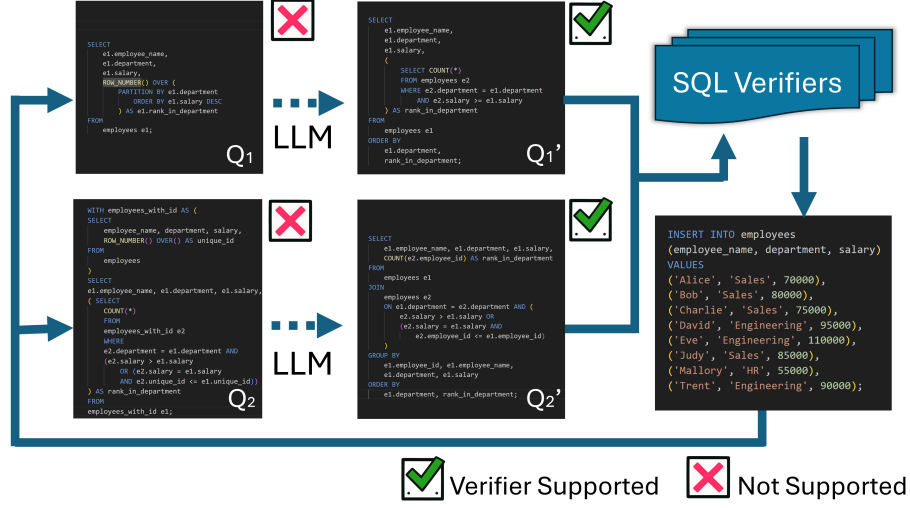 SELECT
e1.employee_name,
e1.department,
e1.salary,
ROW_NUMBER() OVER (
PARTITION BY e1.department
ORDER BY e1.salary DESC
) AS e1.rank_in_department
FROM
employees e1;
Q1
LLM
SELECT
e1.employee_name,
e1.department,
e1.salary,
(
SELECT COUNT(*)
FROM employees e2
WHERE e2.department = e1.department
AND e2.salary >= e1.salary
) AS rank_in_department
FROM
employees e1
ORDER BY
e1.department,
rank_in_department;
Q1’
SQL Verifiers
WITH employees_with_id AS (
SELECT
employee_name, department, salary,
ROW_NUMBER() OVER() AS unique_id
FROM
employees
)
SELECT
e1.employee_name, e1.department, e1.salary,
( SELECT
COUNT(*)
FROM
employees_with_id e2
WHERE
e2.department = e1.department AND
(e2.salary > e1.salary
OR (e2.salary = e1.salary
AND e2.unique_id <= e1.unique_id))
) AS rank_in_department
FROM
employees_with_id e1;
Q2
LLM
SELECT
e1.employee_name, e1.department, e1.salary,
COUNT(e2.employee_id) AS rank_in_department
FROM
employees e1
JOIN
employees e2
ON e1.department = e2.department AND (
e2.salary > e1.salary OR
(e2.salary = e1.salary AND
e2.employee_id <= e1.employee_id)
)
GROUP BY
e1.employee_id, e1.employee_name,
e1.department, e1.salary
ORDER BY
e1.department, rank_in_department;
Q2’
INSERT INTO employees
(employee_name, department, salary)
VALUES
('Alice', 'Sales', 70000),
('Bob', 'Sales', 80000),
('Charlie', 'Sales', 75000),
('David', 'Engineering', 95000),
('Eve', 'Engineering', 110000),
('Judy', 'Sales', 85000),
('Mallory', 'HR', 55000),
('Trent', 'Engineering', 90000);
Verifier Supported
Not Supported